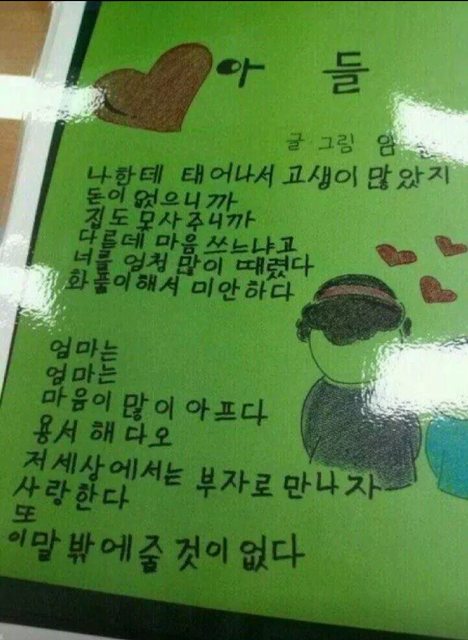 아들
글 그림 암
나한테 태어나서 고생이 많았지
돈이 없으니까
집도 못사주니까
다른데 마음 쓰느냐고
너를 엄청 많이 때렸다
화풀이해서 미안하다
엄마는
엄마는
마음이 많이 아프다
용서해다오
저 세상에서는 부자로 만나자
사랑한다
또
이말 밖에 줄 것이 없다